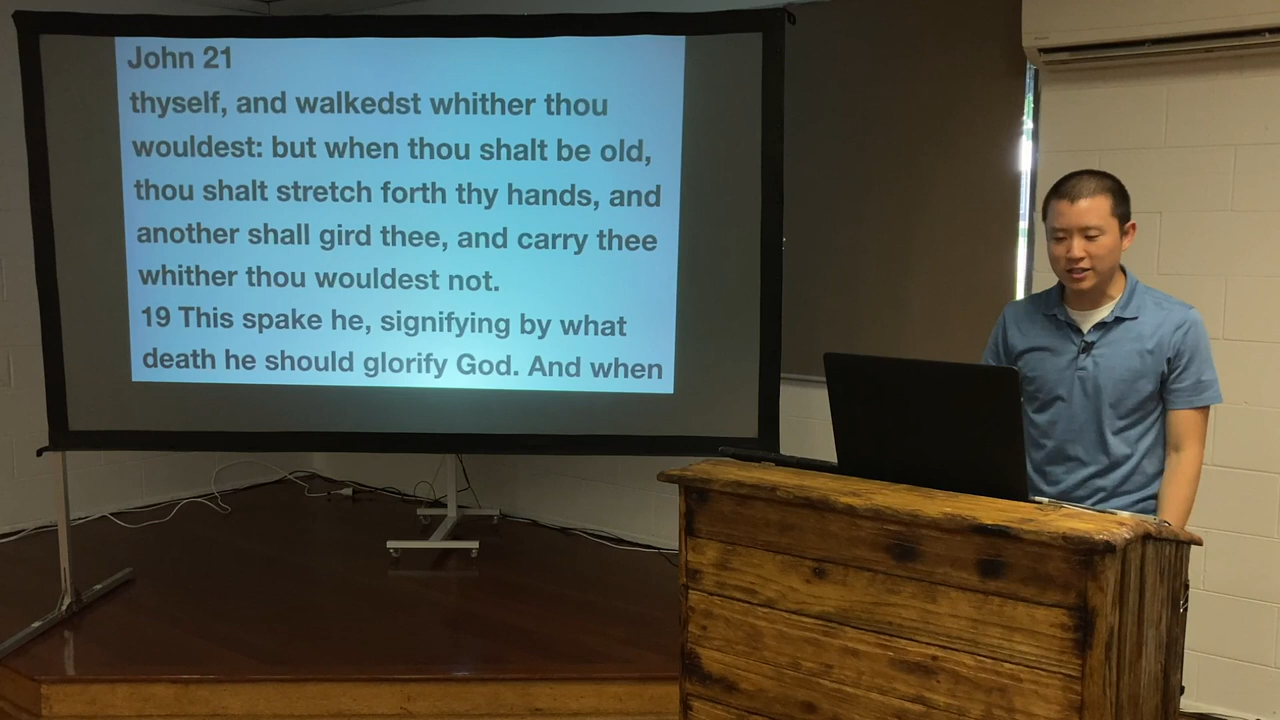 John 21
thyself, and walkedst whither thou
wouldest: but when thou shalt be old,
thou shalt stretch forth thy hands, and
another shall gird thee, and carry thee
whither thou wouldest not.
19 This spake he, signifying by what
death he should glorify God. And when